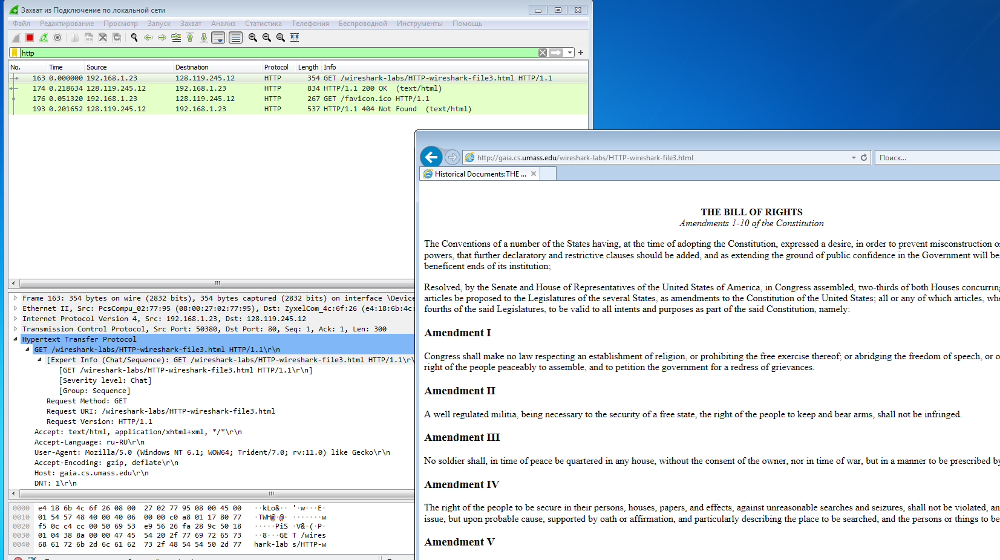 Захват из Подключение по локальной сети
Файл Редактирование Просмотр Запуск Захват Анализ Статистика Телефония Беспроводной Инструменты Помощь
http
No. Time Source Destination Protocol Length Info
163 0.000000 192.168.1.23 128.119.245.12 HTTP 354 GET /wireshark-labs/HTTP-wireshark-file3.html HTTP/1.1
174 0.218634 128.119.245.12 192.168.1.23 HTTP 834 HTTP/1.1 200 OK (text/html)
176 0.051320 192.168.1.23 128.119.245.12 HTTP 267 GET /favicon.ico HTTP/1.1
193 0.201652 128.119.245.12 192.168.1.23 HTTP 537 HTTP/1.1 404 Not Found (text/html)
Frame 163: 354 bytes on wire (2832 bits), 354 bytes captured (2832 bits) on interface \Device
Ethernet II, Src: PcsCompu_02:77:95 (08:00:27:02:77:95), Dst: ZyxelCom_4c:6f:26 (e4:18:6b:4c:
Internet Protocol Version 4, Src: 192.168.1.23, Dst: 128.119.245.12
Transmission Control Protocol, Src Port: 50380, Dst Port: 80, Seq: 1, Ack: 1, Len: 300
Hypertext Transfer Protocol
GET /wireshark-labs/HTTP-wireshark-file3.html HTTP/1.1\r\n
[Expert Info (Chat/Sequence): GET /wireshark-labs/HTTP-wireshark-file3.html HTTP/1.1\r\
[GET /wireshark-labs/HTTP-wireshark-file3.html HTTP/1.1\r\n]
[Severity level: Chat]
[Group: Sequence]
Request Method: GET
Request URI: /wireshark-labs/HTTP-wireshark-file3.html
Request Version: HTTP/1.1
Accept: text/html, application/xhtml+xml, */*\r\n
Accept-Language: ru-RU\r\n
User-Agent: Mozilla/5.0 (Windows NT 6.1; WOW64; Trident/7.0; rv:11.0) like Gecko\r\n
Accept-Encoding: gzip, deflate\r\n
Host: gaia.cs.umass.edu\r\n
DNT: 1\r\n
0000 e4 18 6b 4c 6f 26 08 00 27 02 77 95 08 00 45 00 ··kLo&·· '·w···E·
0010 01 54 57 48 40 00 40 06 00 00 c0 a8 01 17 80 77 ·TWH@·@· ·······w
0020 f5 0c c4 cc 00 50 69 53 e9 56 26 fa 28 9c 50 18 ·····PiS ·V&·(·P·
0030 01 04 38 8a 00 00 47 45 54 20 2f 77 69 72 65 73 ··8···GE T /wires
0040 68 61 72 6b 2d 6c 61 62 73 2f 48 54 54 50 2d 77 hark-lab s/HTTP-w
http://gaia.cs.umass.edu/wireshark-labs/HTTP-wireshark-file3.html
Поиск...
Historical Documents:THE ...
THE BILL OF RIGHTS
Amendments 1-10 of the Constitution
The Conventions of a number of the States having, at the time of adopting the Constitution, expressed a desire, in order to prevent misconstruction o
powers, that further declaratory and restrictive clauses should be added, and as extending the ground of public confidence in the Government will be
beneficent ends of its institution;
Resolved, by the Senate and House of Representatives of the United States of America, in Congress assembled, two-thirds of both Houses concurring
articles be proposed to the Legislatures of the several States, as amendments to the Constitution of the United States; all or any of which articles, wh
fourths of the said Legislatures, to be valid to all intents and purposes as part of the said Constitution, namely:
Amendment I
Congress shall make no law respecting an establishment of religion, or prohibiting the free exercise thereof; or abridging the freedom of speech, or o
right of the people peaceably to assemble, and to petition the government for a redress of grievances.
Amendment II
A well regulated militia, being necessary to the security of a free state, the right of the people to keep and bear arms, shall not be infringed.
Amendment III
No soldier shall, in time of peace be quartered in any house, without the consent of the owner, nor in time of war, but in a manner to be prescribed by
Amendment IV
The right of the people to be secure in their persons, houses, papers, and effects, against unreasonable searches and seizures, shall not be violated, an
issue, but upon probable cause, supported by oath or affirmation, and particularly describing the place to be searched, and the persons or things to be
Amendment V